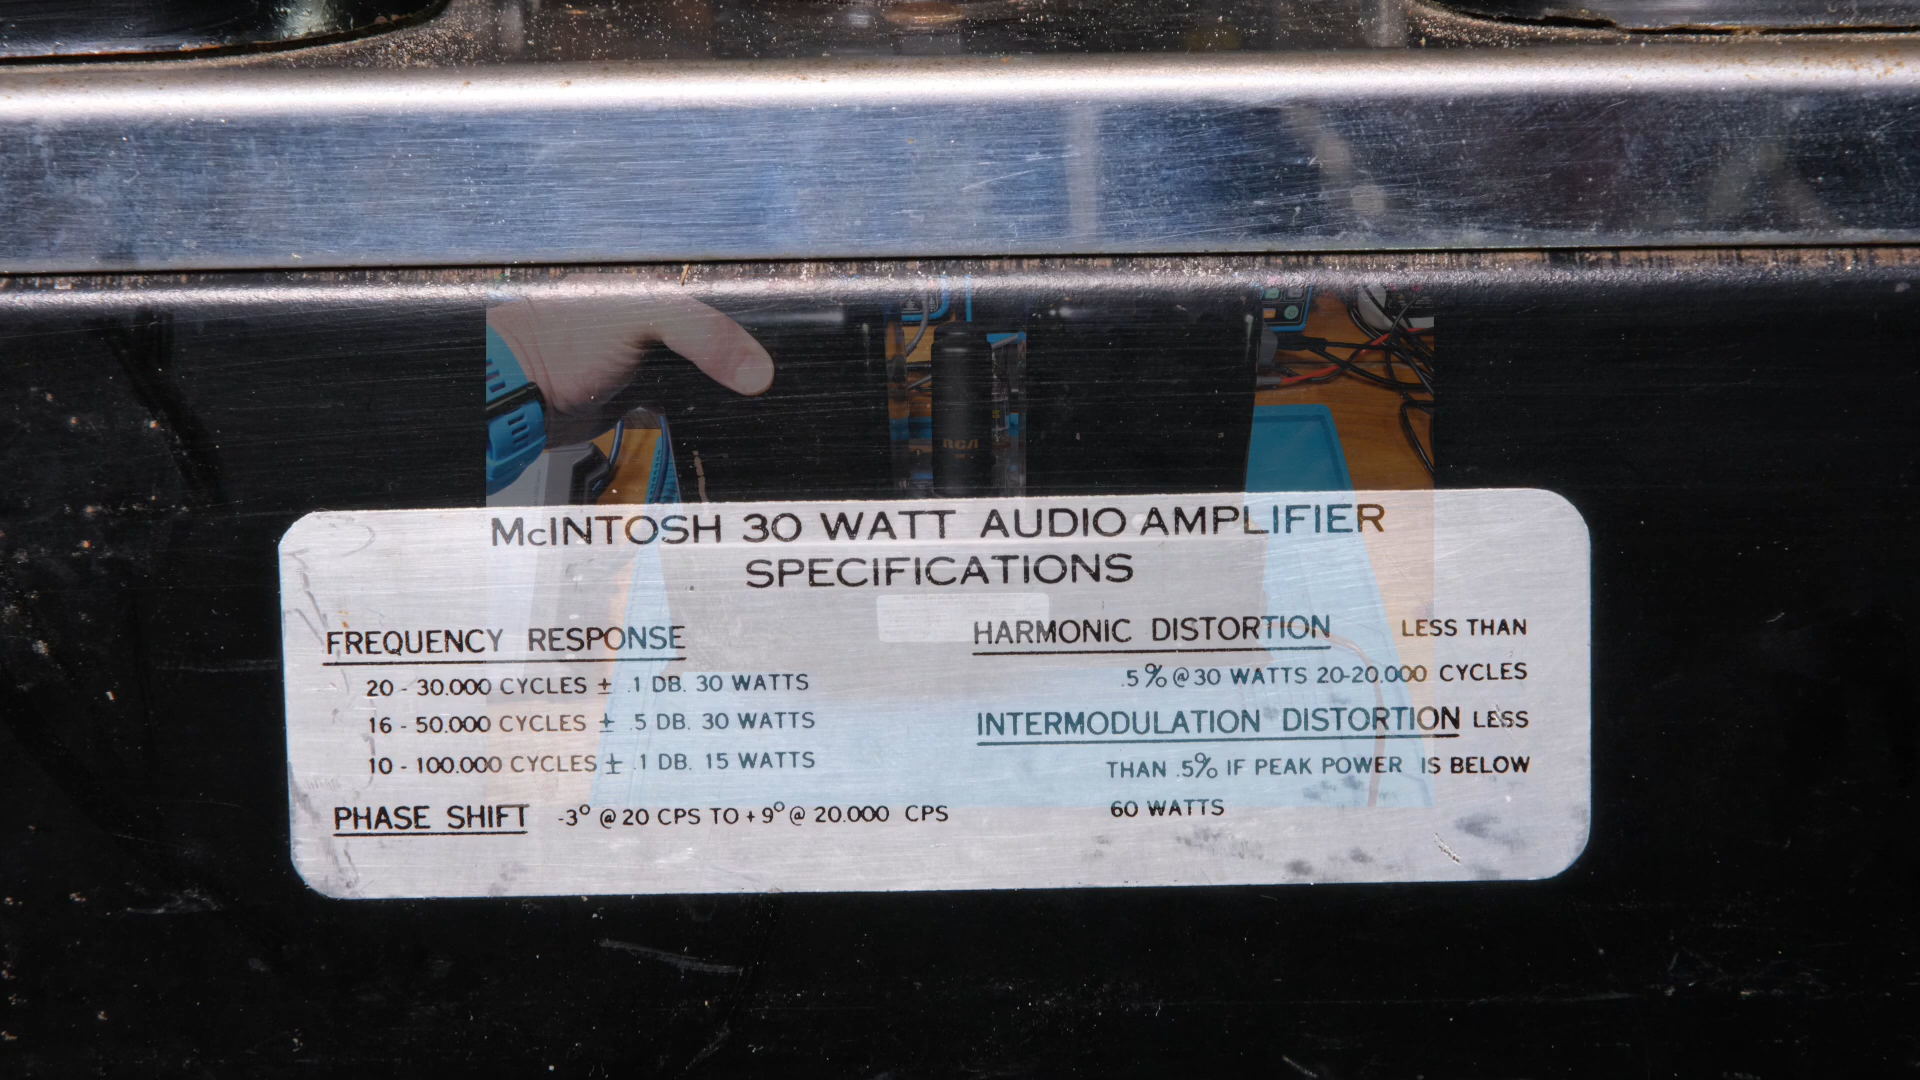 RCA
McINTOSH 30 WATT AUDIO AMPLIFIER
SPECIFICATIONS
FREQUENCY RESPONSE
20 - 30.000 CYCLES ± .1 DB. 30 WATTS
16 - 50.000 CYCLES ± .5 DB. 30 WATTS
10 - 100.000 CYCLES ± .1 DB. 15 WATTS
PHASE SHIFT -3° @ 20 CPS TO + 9° @ 20.000 CPS
HARMONIC DISTORTION LESS THAN
.5% @ 30 WATTS 20-20.000 CYCLES
INTERMODULATION DISTORTION LESS
THAN .5% IF PEAK POWER IS BELOW
60 WATTS